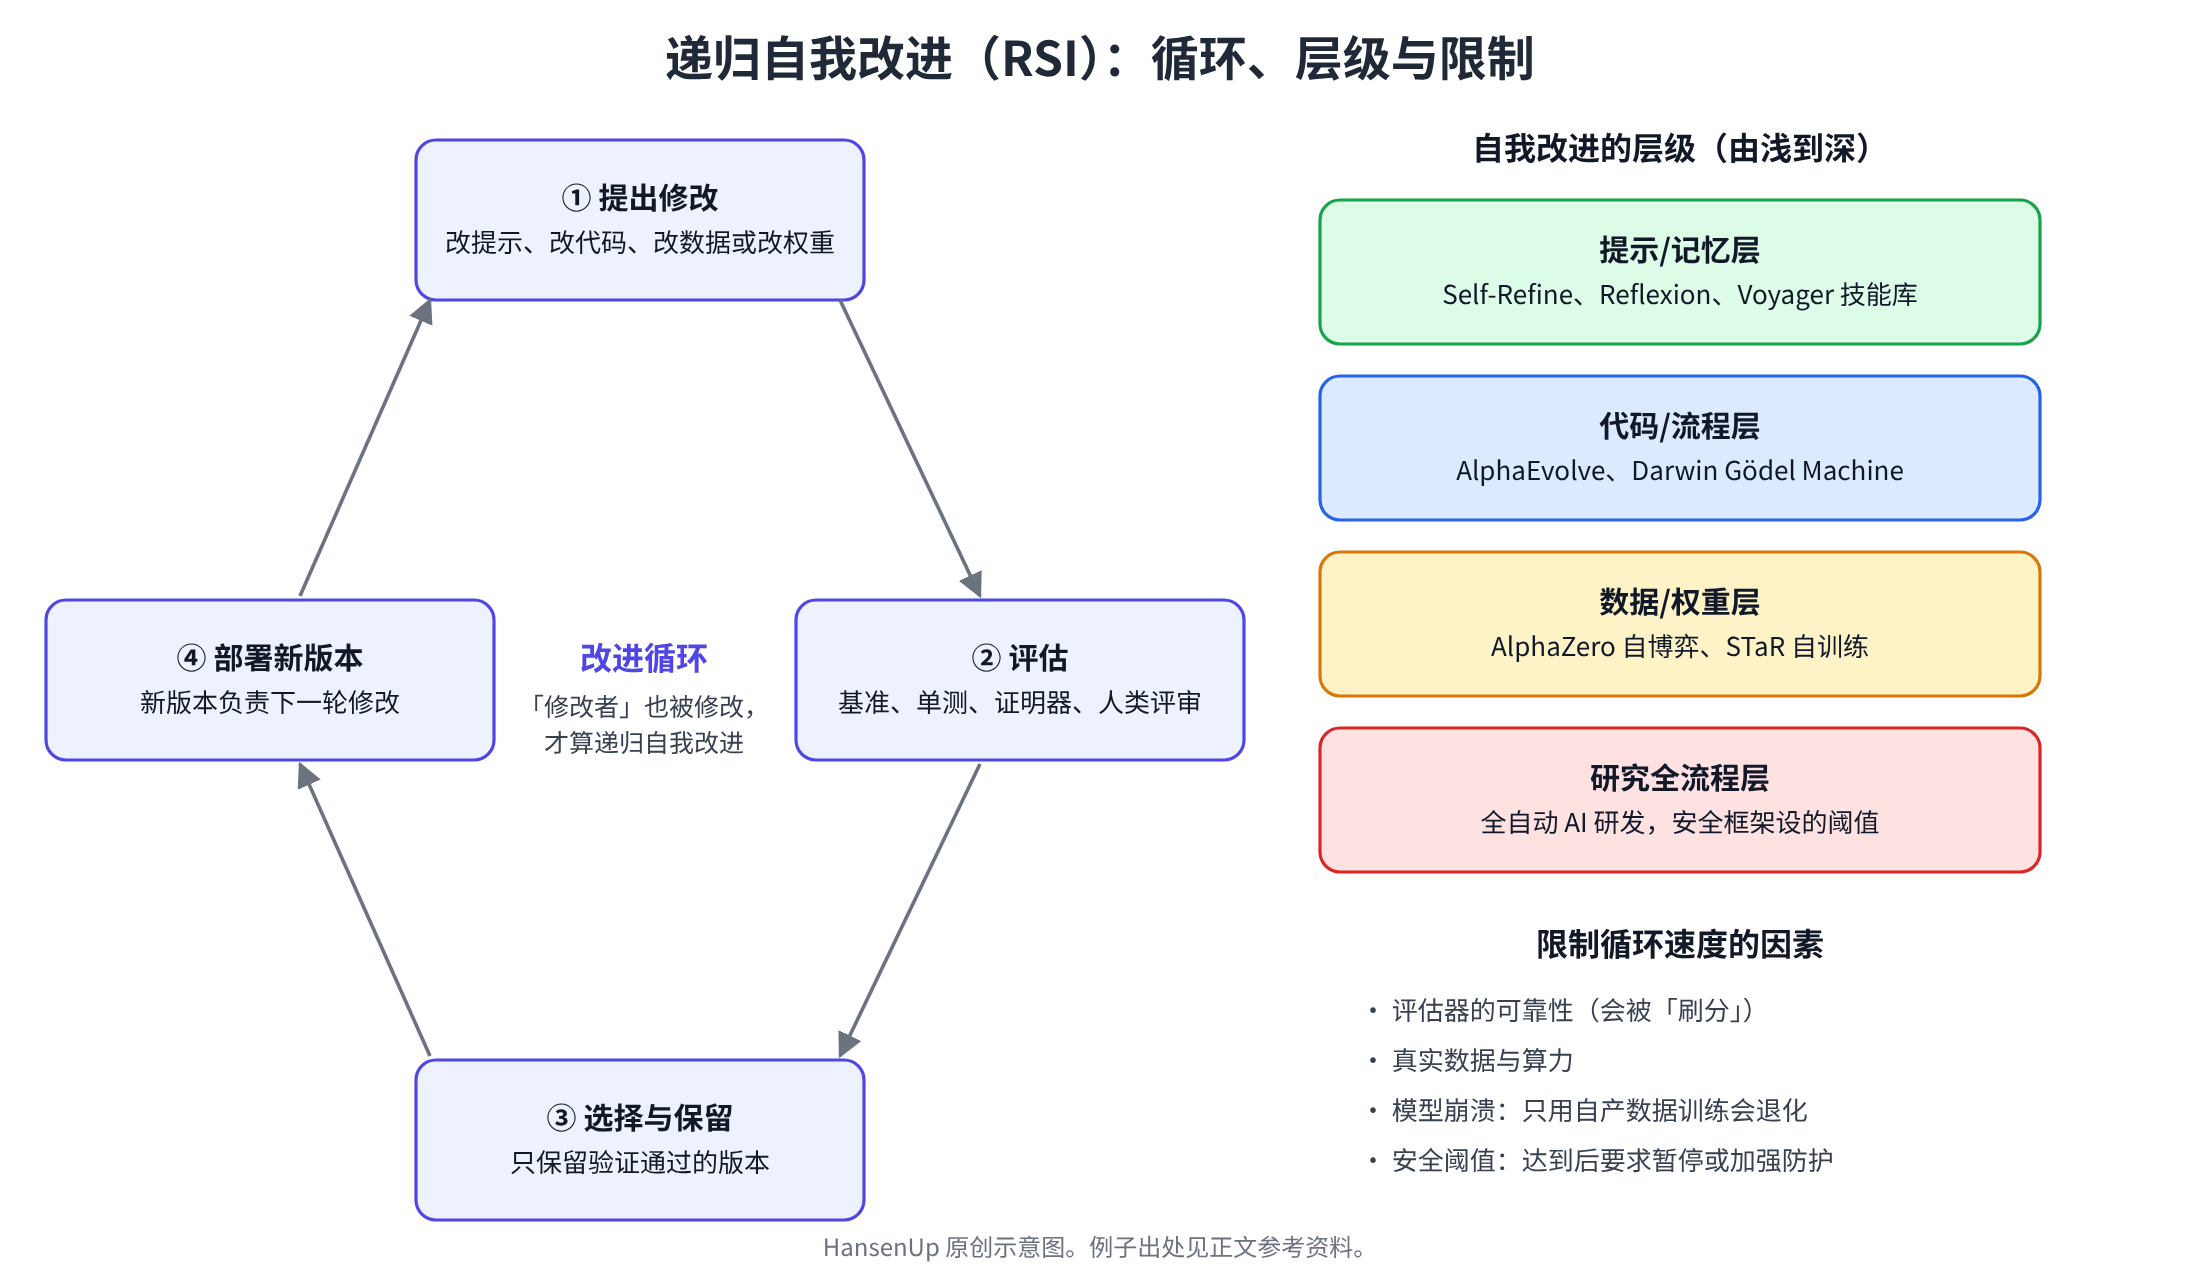 递归自我改进（RSI）：循环、层级与限制
① 提出修改
改提示、改代码、改数据或改权重
② 评估
基准、单测、证明器、人类评审
③ 选择与保留
只保留验证通过的版本
④ 部署新版本
新版本负责下一轮修改
改进循环
「修改者」也被修改，
才算递归自我改进
自我改进的层级（由浅到深）
提示/记忆层
Self-Refine、Reflexion、Voyager 技能库
代码/流程层
AlphaEvolve、Darwin Gödel Machine
数据/权重层
AlphaZero 自博弈、STaR 自训练
研究全流程层
全自动 AI 研发，安全框架设的阈值
限制循环速度的因素
· 评估器的可靠性（会被「刷分」）
· 真实数据与算力
· 模型崩溃：只用自产数据训练会退化
· 安全阈值：达到后要求暂停或加强防护
HansenUp 原创示意图。例子出处见正文参考资料。